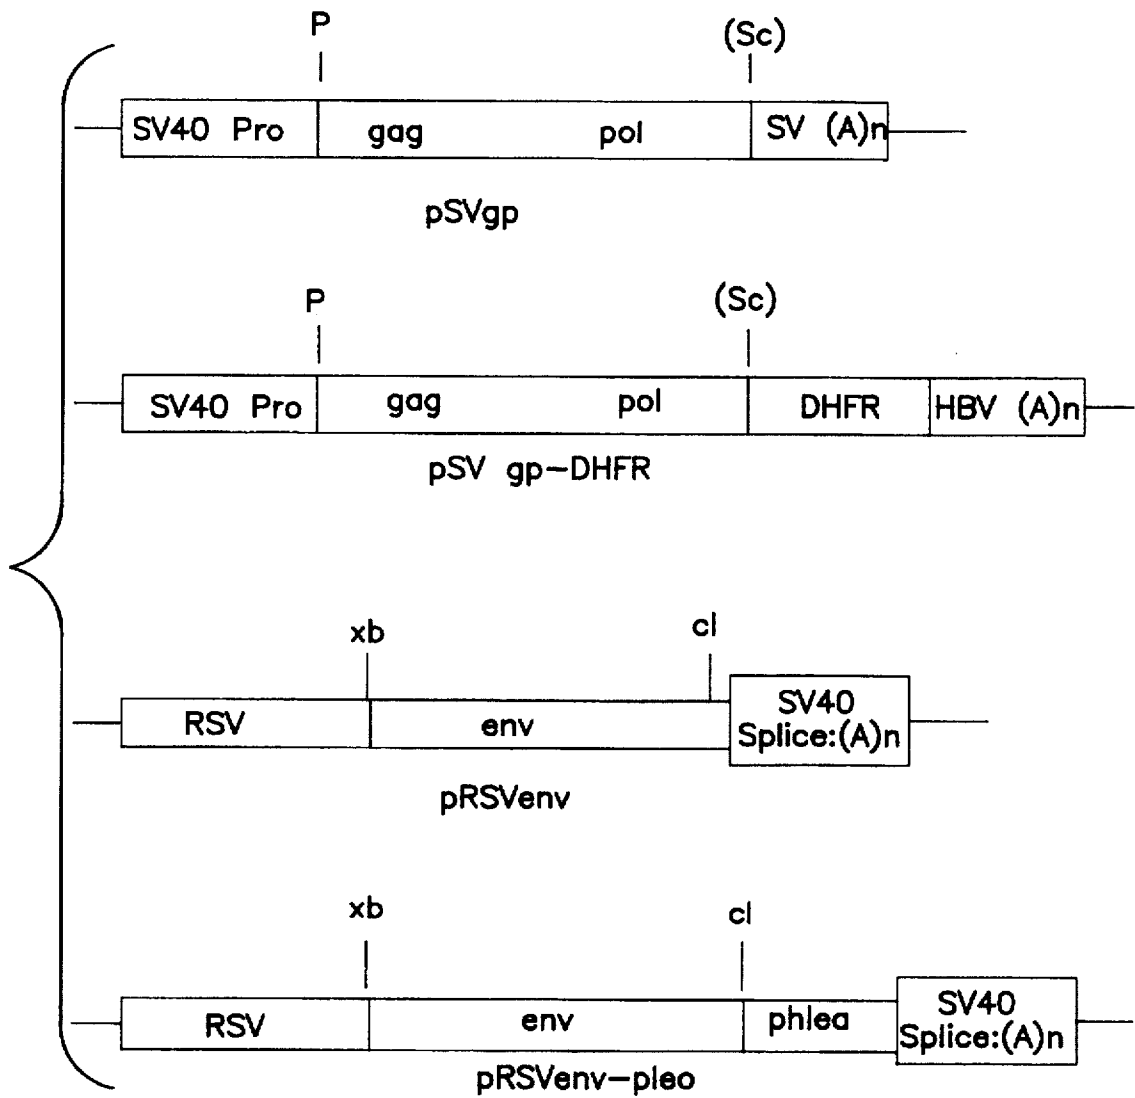 P (Sc)
SV40 Pro gag pol SV (A)n
pSVgp
P (Sc)
SV40 Pro gag pol DHFR HBV (A)n
pSV gp-DHFR
xb cl
RSV env SV40
Splice:(A)n
pRSVenv
xb cl
RSV env phlea SV40
Splice:(A)n
pRSVenv-pleo